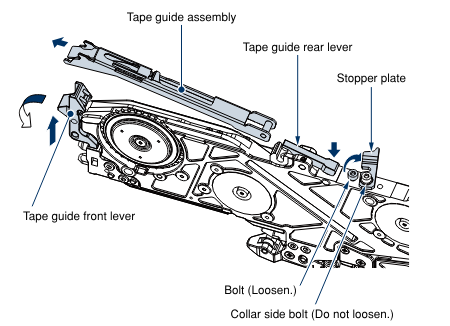 Tape guide assembly
Tape guide rear lever
Stopper plate
Tape guide front lever
Bolt (Loosen.)
Collar side bolt (Do not loosen.)